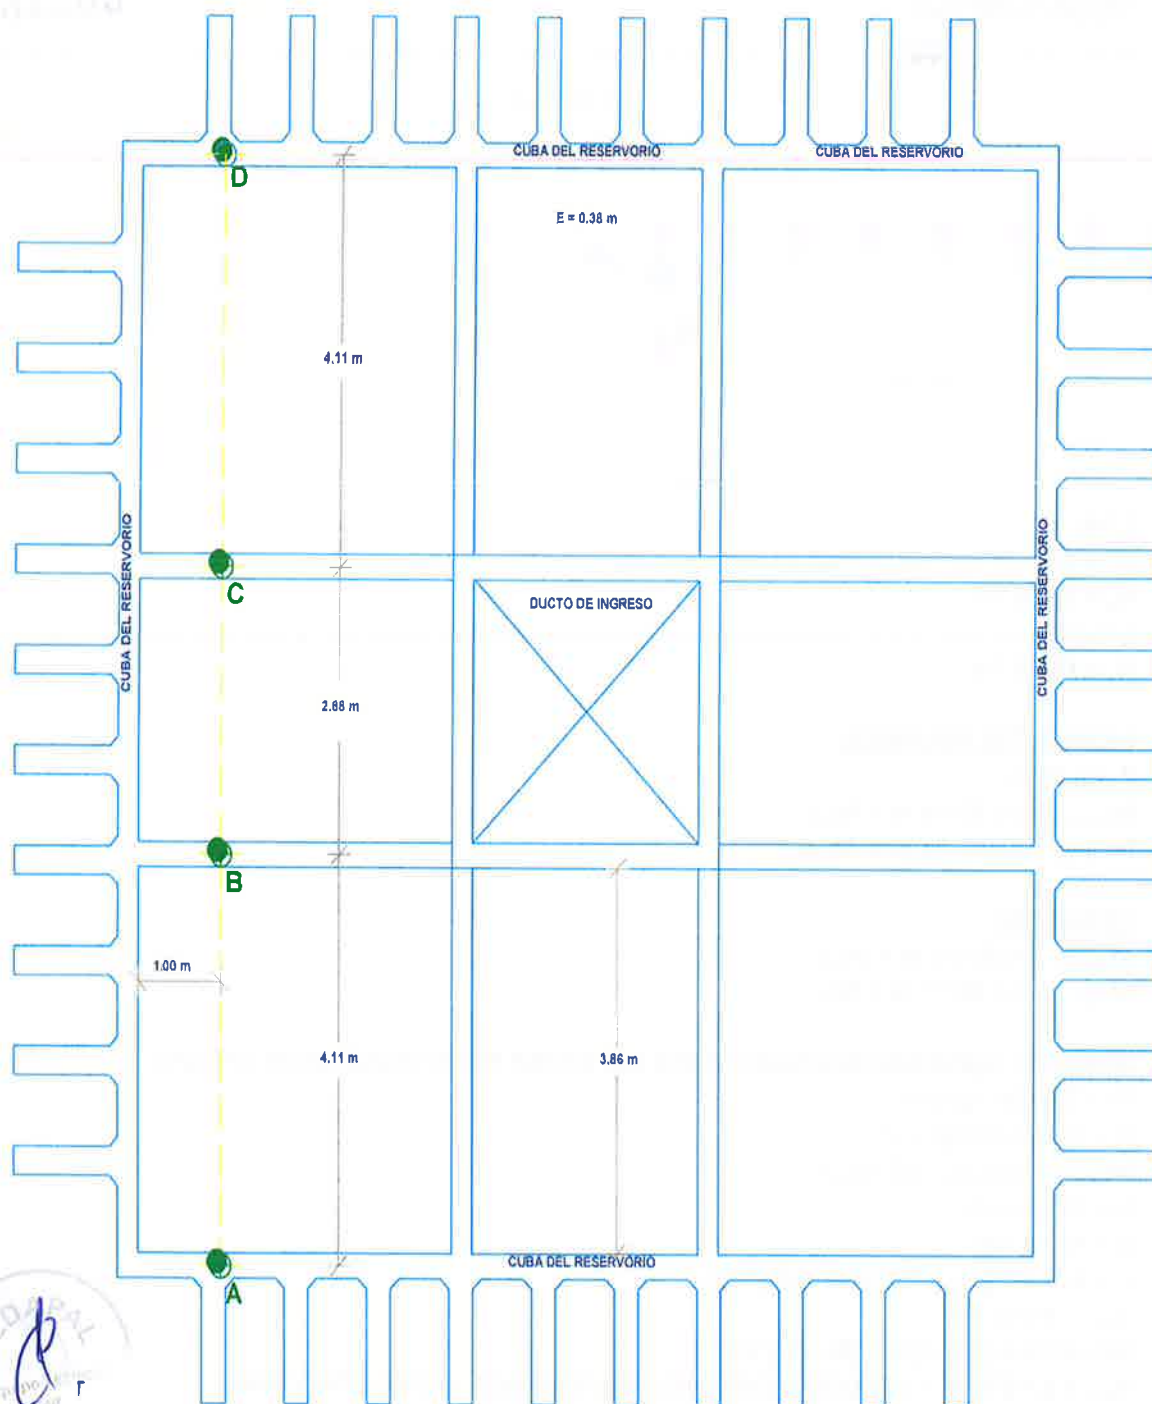 CUBA DEL RESERVORIO
CUBA DEL RESERVORIO
D
E = 0.38 m
4.11 m
CUBA DEL RESERVORIO
CUBA DEL RESERVORIO
C
DUCTO DE INGRESO
2.88 m
B
1.00 m
4.11 m
3.86 m
CUBA DEL RESERVORIO
A